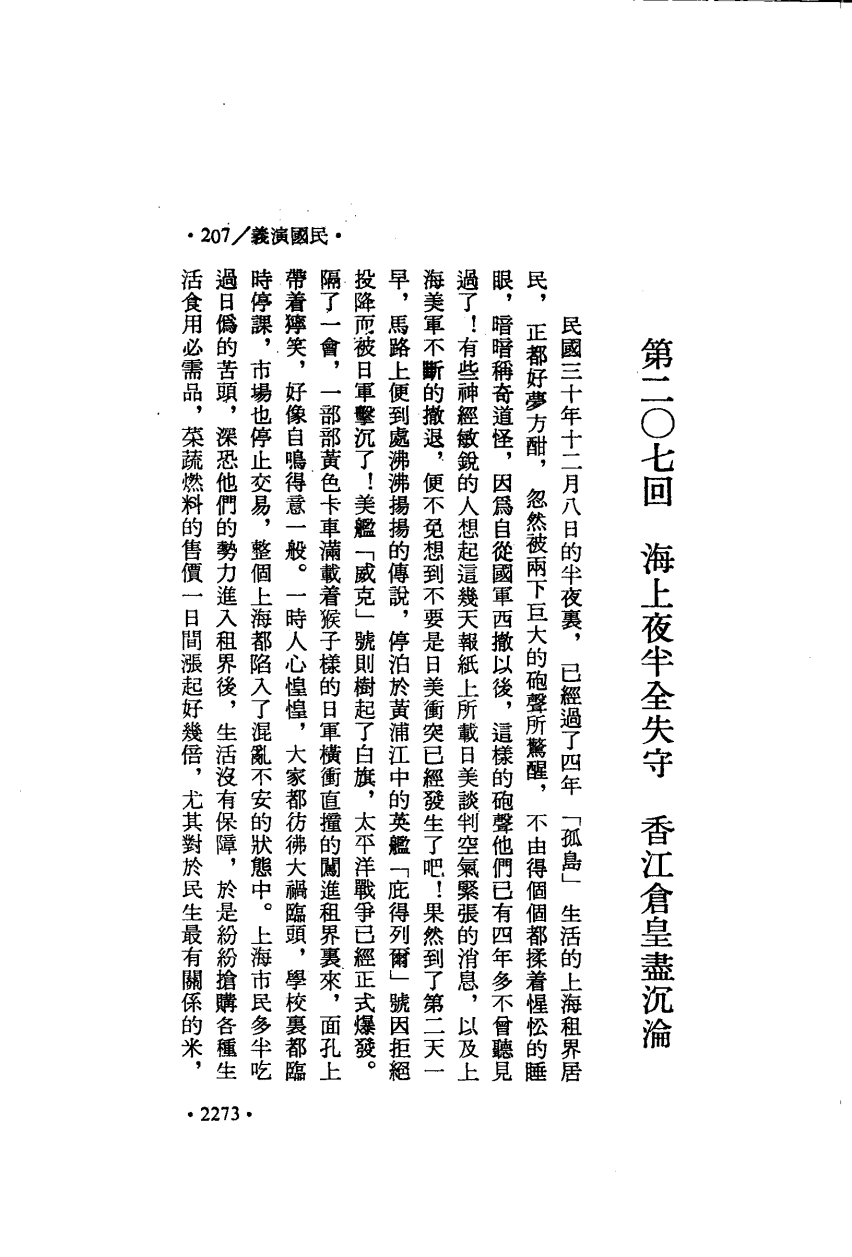 第二〇七回　海上夜半全失守　香江倉皇盡沉淪
民國三十年十二月八日的半夜裏，已經過了四年「孤島」生活的上海租界居
民，正都好夢方酣，忽然被兩下巨大的砲聲所驚醒，不由得個個都揉着惺忪的睡
眼，暗暗稱奇道怪，因爲自從國軍西撤以後，這樣的砲聲他們已有四年多不曾聽見
過了！有些神經敏銳的人想起這幾天報紙上所載日美談判空氣緊張的消息，以及上
海美軍不斷的撤退，便不免想到不要是日美衝突已經發生了吧！果然到了第二天一
早，馬路上便到處沸沸揚揚的傳說，停泊於黃浦江中的英艦「庇得列爾」號因拒絕
投降而被日軍擊沉了！美艦「威克」號則樹起了白旗，太平洋戰爭已經正式爆發。
隔了一會，一部部黃色卡車滿載着猴子樣的日軍橫衝直撞的闖進租界裏來，面孔上
帶着獰笑，好像自鳴得意一般。一時人心惶惶，大家都彷彿大禍臨頭，學校裏都臨
時停課，市場也停止交易，整個上海都陷入了混亂不安的狀態中。上海市民多半吃
過日僞的苦頭，深恐他們的勢力進入租界後，生活沒有保障，於是紛紛搶購各種生
活食用必需品，菜蔬燃料的售價一日間漲起好幾倍，尤其對於民生最有關係的米，
・207／義演國民・
・2273・